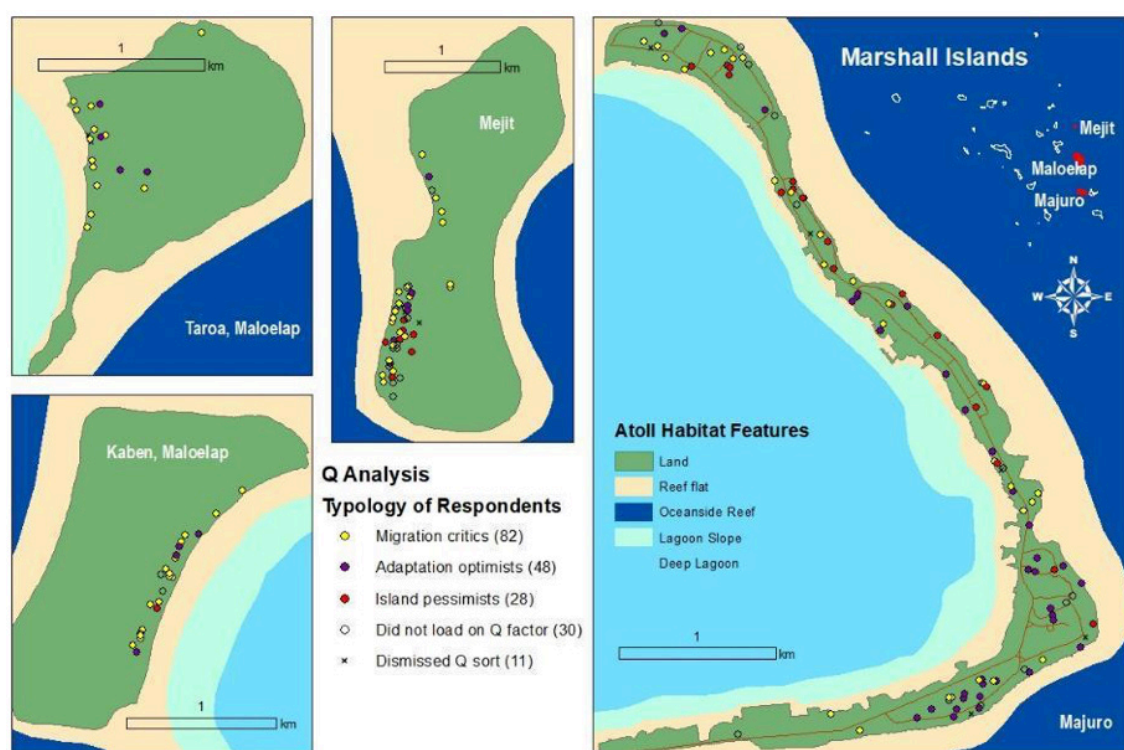 1
km
Taroa, Maloelap
1
km
Mejit
Marshall Islands
Mejit
Maloelap
Majuro
N
W E
S
Kaben, Maloelap
1
km
Q Analysis
Typology of Respondents
Migration critics (82)
Adaptation optimists (48)
Island pessimists (28)
Did not load on Q factor (30)
Dismissed Q sort (11)
Atoll Habitat Features
Land
Reef flat
Oceanside Reef
Lagoon Slope
Deep Lagoon
1
km
Majuro